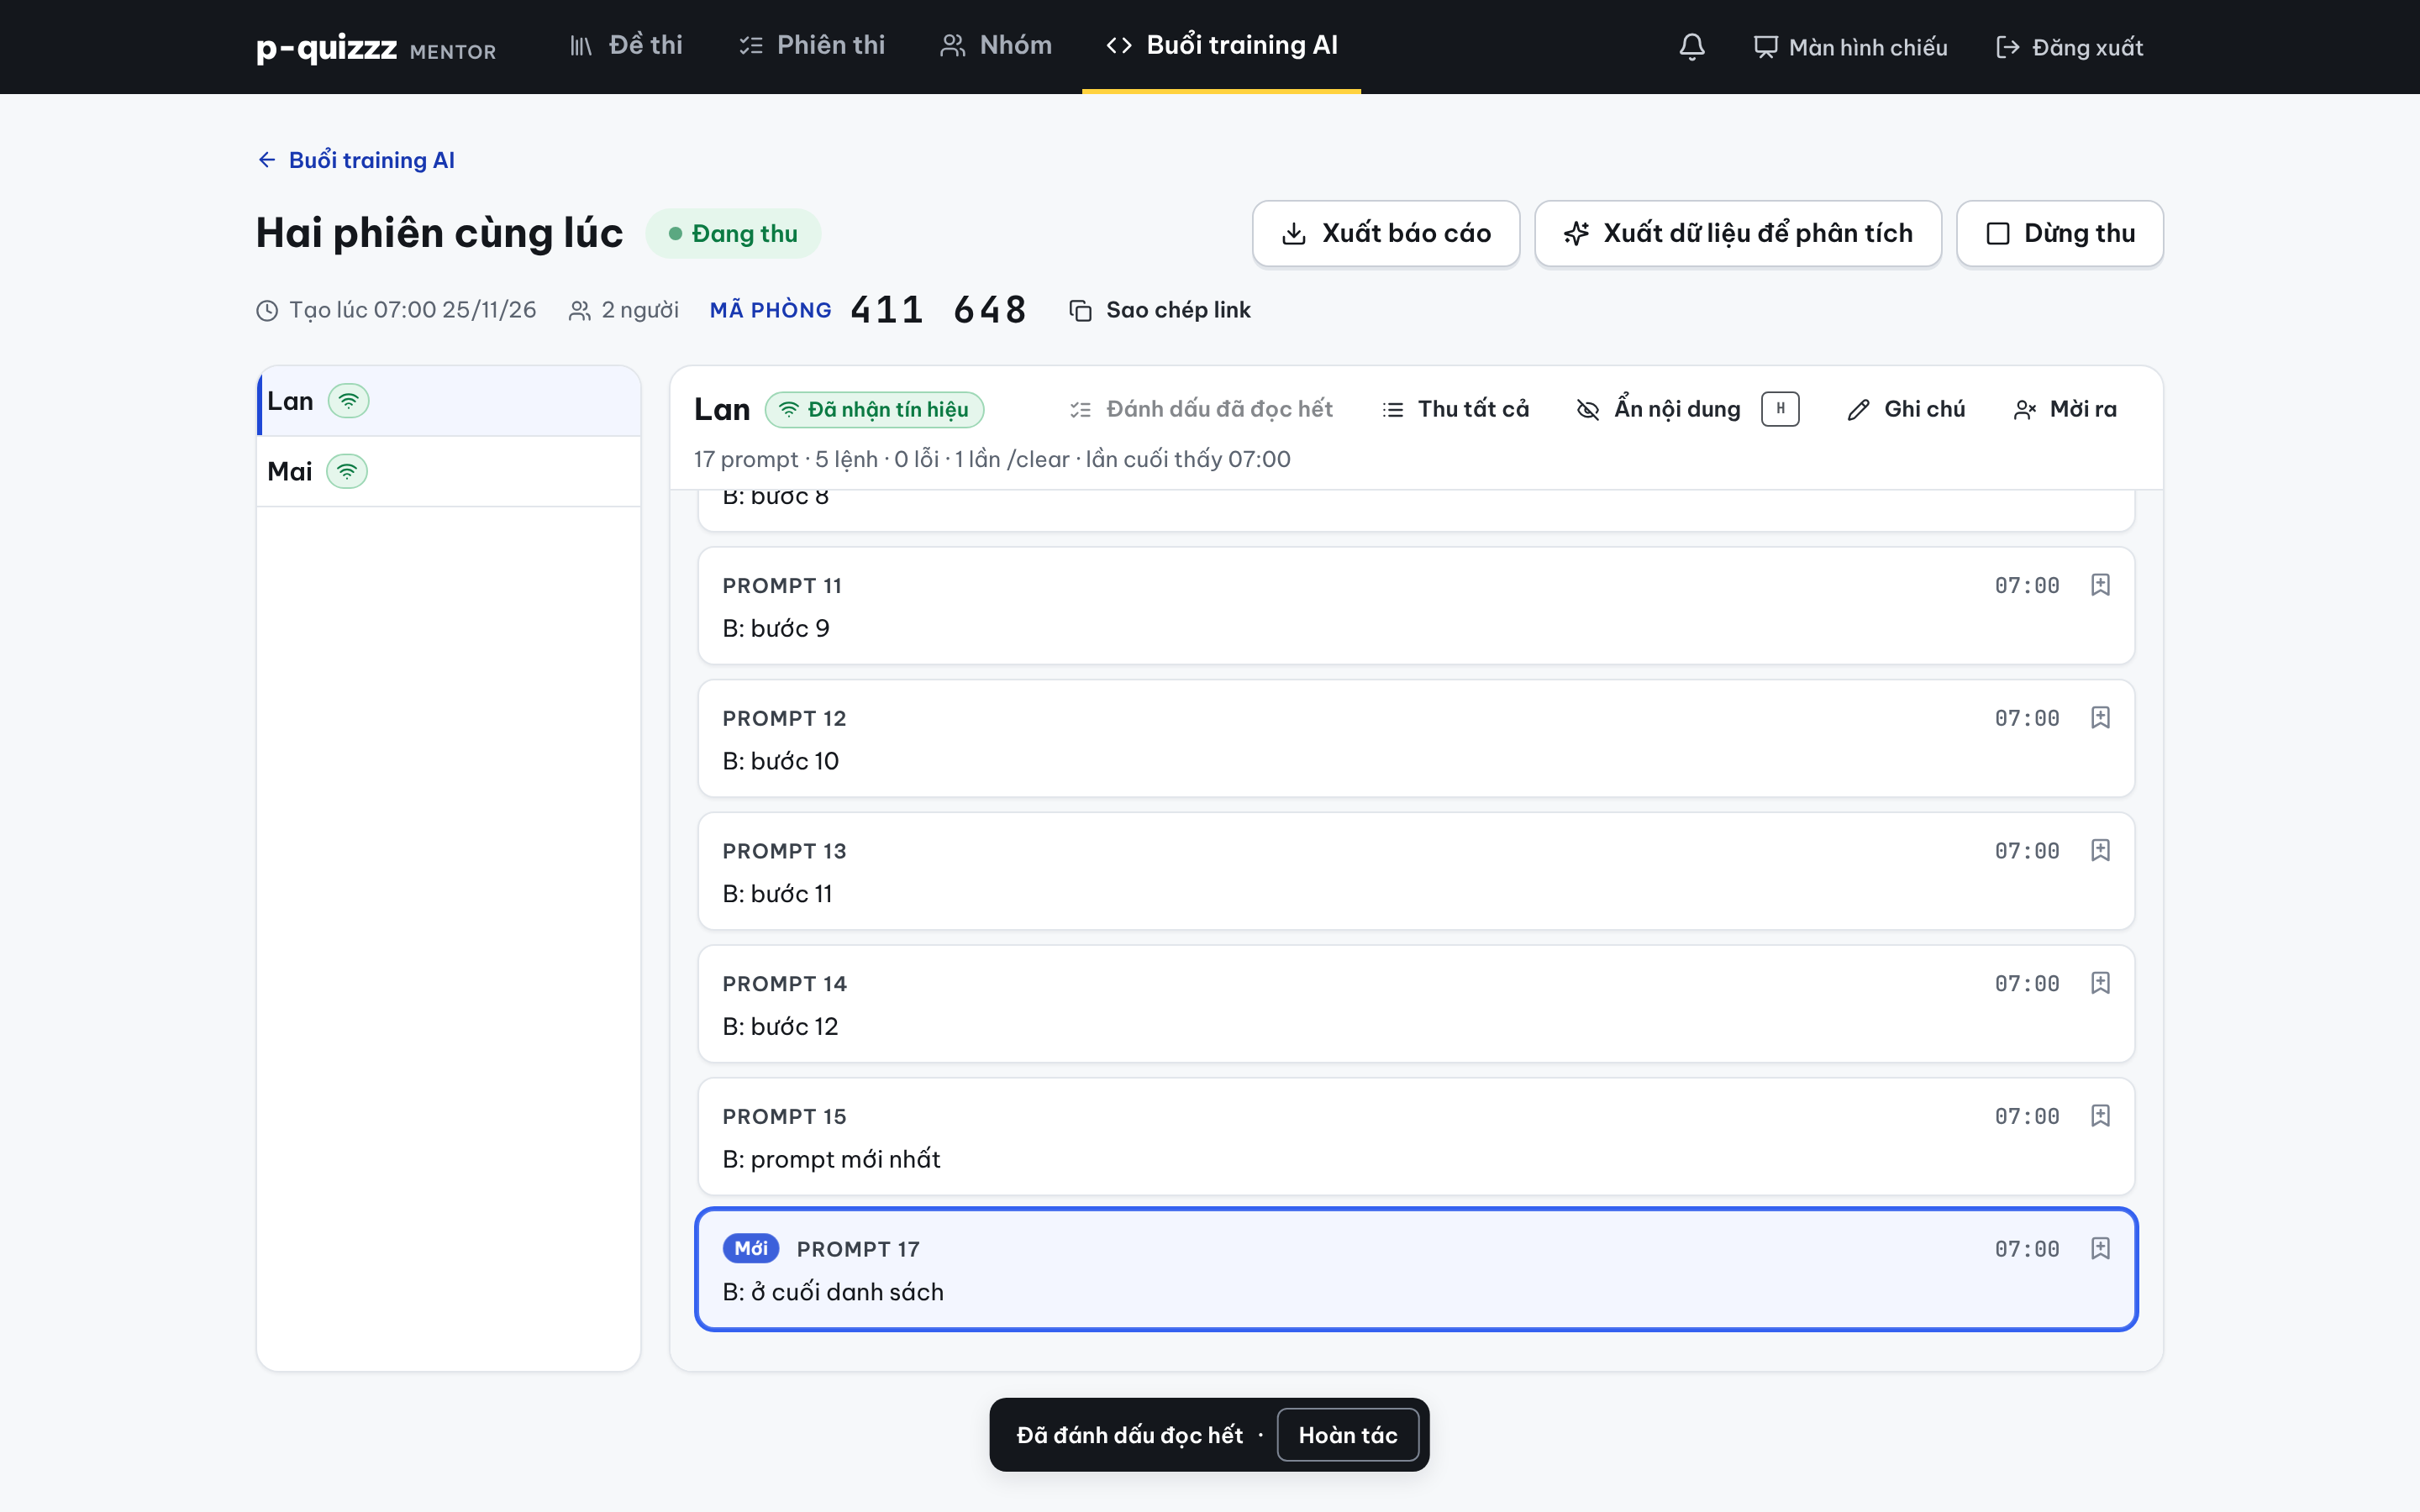 p-quizzz MENTOR
Đề thi
Phiên thi
Nhóm
Buổi training AI
Màn hình chiếu
Đăng xuất
Buổi training AI
Hai phiên cùng lúc
Đang thu
Xuất báo cáo
Xuất dữ liệu để phân tích
Dừng thu
Tạo lúc 07:00 25/11/26
2 người
MÃ PHÒNG 411 648
Sao chép link
Lan
Mai
Lan
Đã nhận tín hiệu
Đánh dấu đã đọc hết
Thu tất cả
Ẩn nội dung H
Ghi chú
Mời ra
17 prompt · 5 lệnh · 0 lỗi · 1 lần /clear · lần cuối thấy 07:00
B: bước 8
PROMPT 11 07:00
B: bước 9
PROMPT 12 07:00
B: bước 10
PROMPT 13 07:00
B: bước 11
PROMPT 14 07:00
B: bước 12
PROMPT 15 07:00
B: prompt mới nhất
Mới PROMPT 17 07:00
B: ở cuối danh sách
Đã đánh dấu đọc hết · Hoàn tác